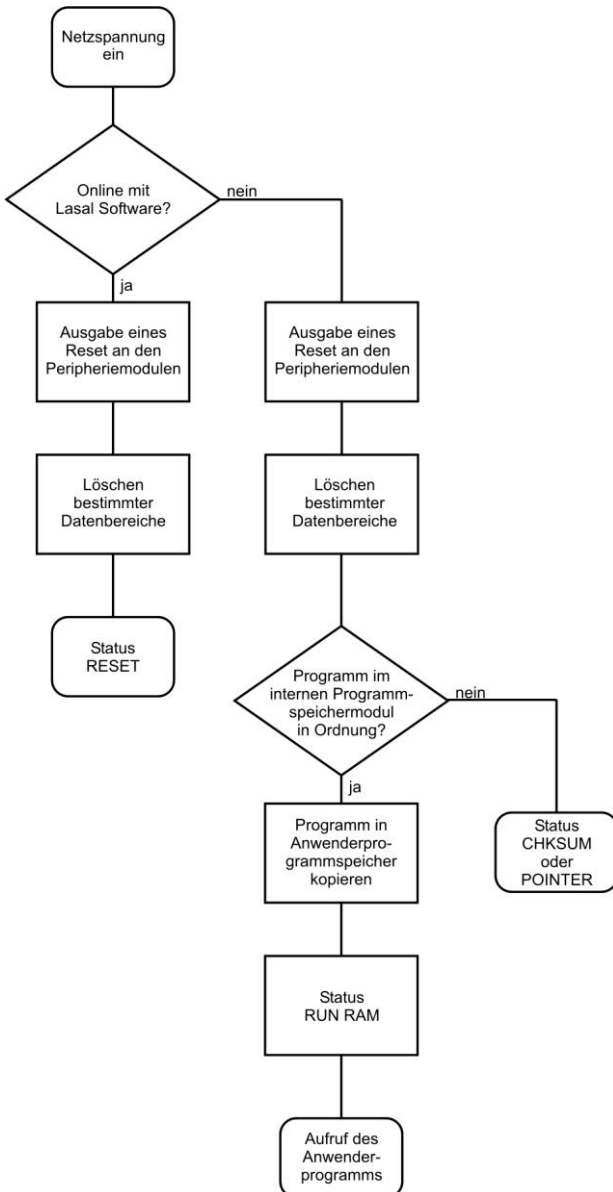 Netzspannung
ein
Online mit
Lasal Software?
nein
ja
Ausgabe eines
Reset an den
Peripheriemodulen
Ausgabe eines
Reset an den
Peripheriemodulen
Löschen
bestimmter
Datenbereiche
Löschen
bestimmter
Datenbereiche
Status
RESET
Programm im
internen Programm-
speichermodul
in Ordnung?
nein
ja
Programm in
Anwenderpro-
grammspeicher
kopieren
Status
CHKSUM
oder
POINTER
Status
RUN RAM
Aufruf des
Anwender-
programms